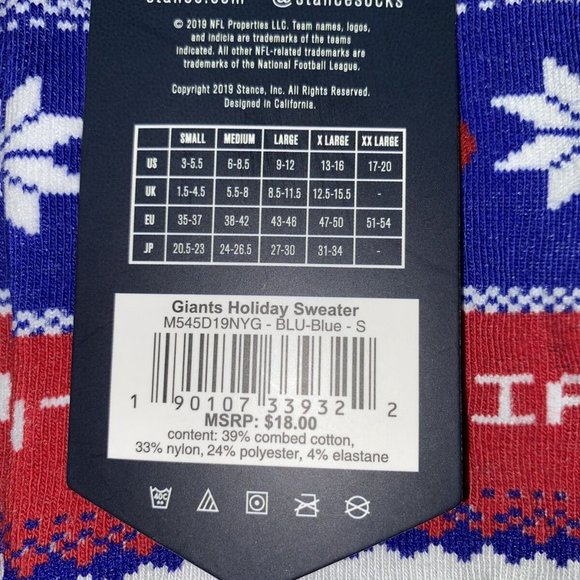 stance.com @stancesocks
© 2019 NFL Properties LLC. Team names, logos,
and indicia are trademarks of the teams
indicated. All other NFL-related trademarks are
trademarks of the National Football League.
Copyright 2019 Stance, Inc. All Rights Reserved.
Designed in California.
SMALL MEDIUM LARGE X LARGE XX LARGE
US 3-5.5 6-8.5 9-12 13-16 17-20
UK 1.5-4.5 5.5-8 8.5-11.5 12.5-15.5 -
EU 35-37 38-42 43-46 47-50 51-54
JP 20.5-23 24-26.5 27-30 31-34 -
Giants Holiday Sweater
M545D19NYG - BLU-Blue - S
1 90107 33932 2
MSRP: $18.00
content: 39% combed cotton,
33% nylon, 24% polyester, 4% elastane
40C